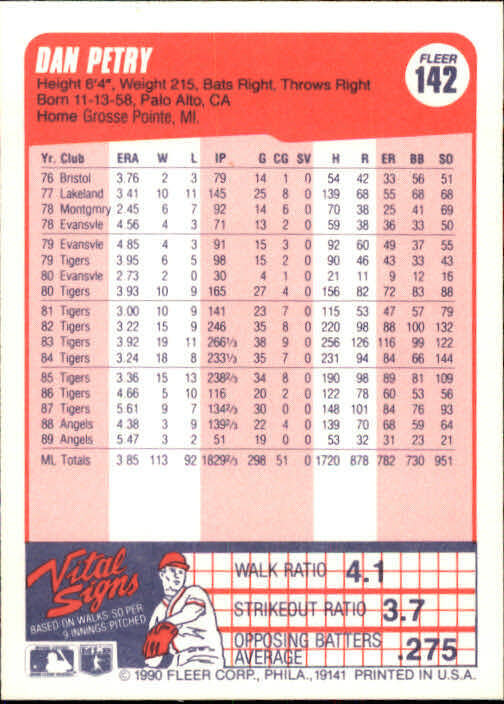 DAN PETRY
FLEER
142
Height 6'4", Weight 215, Bats Right, Throws Right
Born 11-13-58, Palo Alto, CA
Home Grosse Pointe, MI.
Yr. Club ERA W L IP G CG SV H R ER BB SO
76 Bristol 3.76 2 3 79 14 1 0 54 42 33 56 51
77 Lakeland 3.41 10 11 145 25 8 0 139 68 55 68 68
78 Montgmry 2.45 6 7 92 14 6 0 70 38 25 41 69
78 Evansvle 4.56 4 3 71 13 2 0 59 38 36 33 50
79 Evansvle 4.85 4 3 91 15 3 0 92 60 49 37 55
79 Tigers 3.95 6 5 98 15 2 0 90 46 43 33 43
80 Evansvle 2.73 2 0 30 4 1 0 21 11 9 12 16
80 Tigers 3.93 10 9 165 27 4 0 156 82 72 83 88
81 Tigers 3.00 10 9 141 23 7 0 115 53 47 57 79
82 Tigers 3.22 15 9 246 35 8 0 220 98 88 100 132
83 Tigers 3.92 19 11 266 1/3 38 9 0 256 126 116 99 122
84 Tigers 3.24 18 8 233 1/3 35 7 0 231 94 84 66 144
85 Tigers 3.36 15 13 238 2/3 34 8 0 190 98 89 81 109
86 Tigers 4.66 5 10 116 20 2 0 122 78 60 53 56
87 Tigers 5.61 9 7 134 2/3 30 0 0 148 101 84 76 93
88 Angels 4.38 3 9 139 2/3 22 4 0 139 70 68 59 64
89 Angels 5.47 3 2 51 19 0 0 53 32 31 23 21
ML Totals 3 85 113 92 1829 2/3 298 51 0 1720 878 782 730 951
Vital Signs
BASED ON WALKS/SO PER
9 INNINGS PITCHED
WALK RATIO 4.1
STRIKEOUT RATIO 3.7
OPPOSING BATTERS
AVERAGE .275
© 1990 FLEER CORP., PHILA., 19141 PRINTED IN U.S.A.